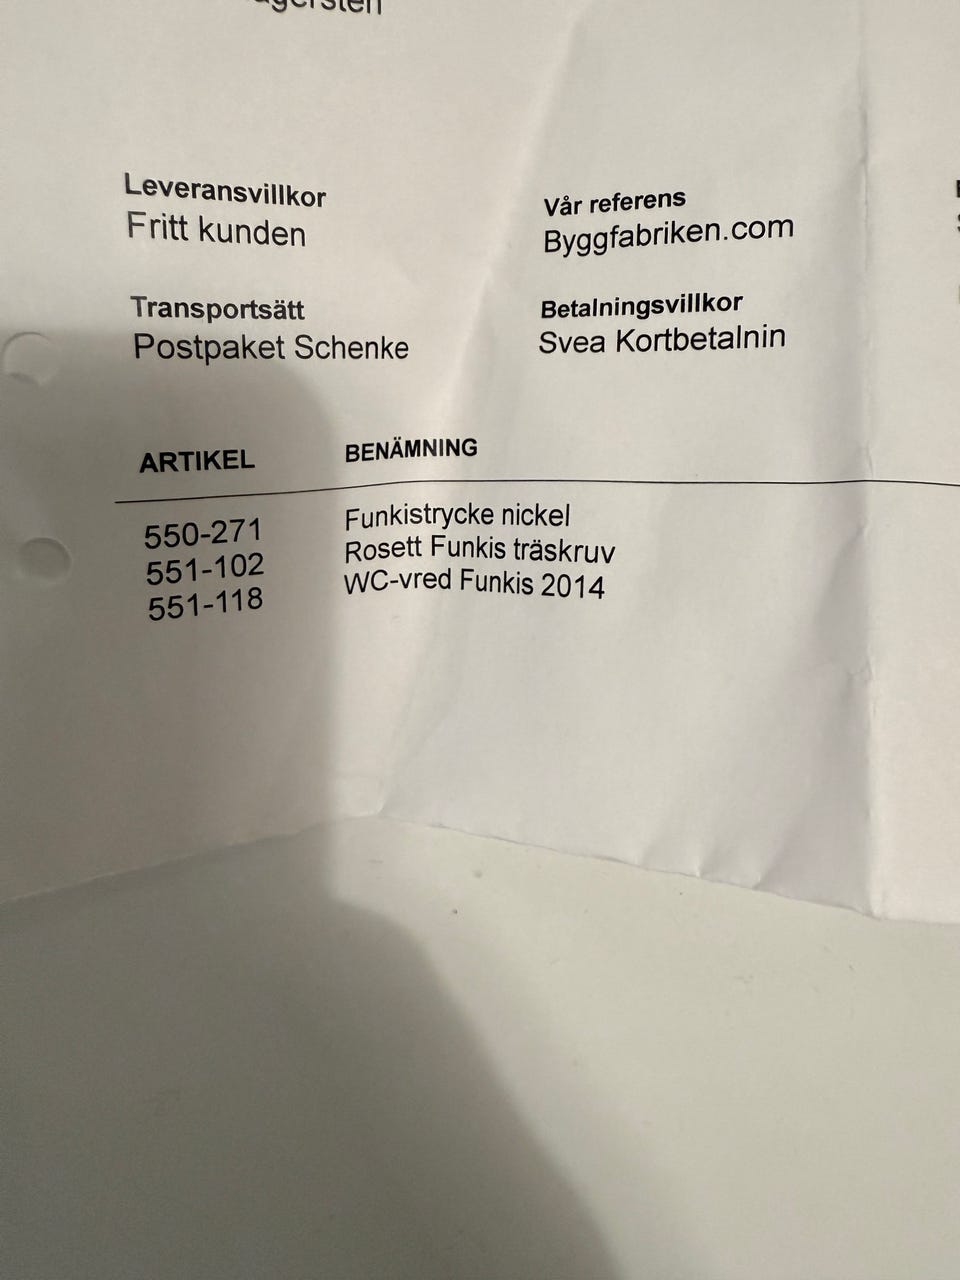 Leveransvillkor
Fritt kunden
Vår referens
Byggfabriken.com
Transportsätt
Postpaket Schenke
Betalningsvillkor
Svea Kortbetalnin
ARTIKEL BENÄMNING
550-271 Funkistrycke nickel
551-102 Rosett Funkis träskruv
551-118 WC-vred Funkis 2014